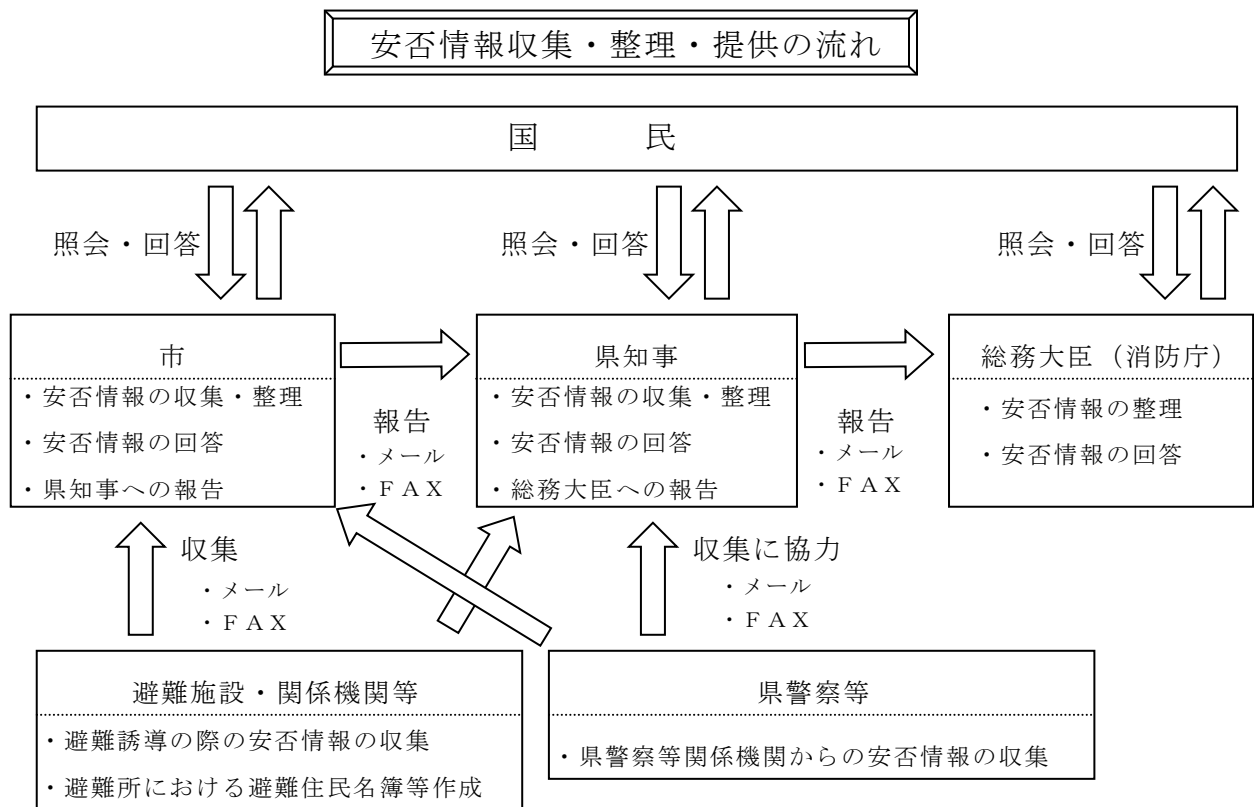 安否情報収集・整理・提供の流れ
国　　　民
照会・回答
照会・回答
照会・回答
市
・安否情報の収集・整理
・安否情報の回答
・県知事への報告
報告
・メール
・ＦＡＸ
県知事
・安否情報の収集・整理
・安否情報の回答
・総務大臣への報告
報告
・メール
・ＦＡＸ
総務大臣（消防庁）
・安否情報の整理
・安否情報の回答
収集
・メール
・ＦＡＸ
収集に協力
・メール
・ＦＡＸ
避難施設・関係機関等
・避難誘導の際の安否情報の収集
・避難所における避難住民名簿等作成
県警察等
・県警察等関係機関からの安否情報の収集